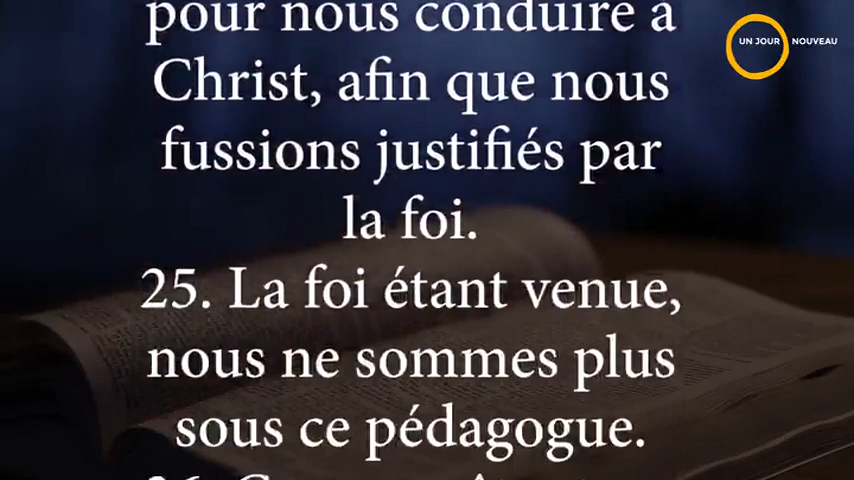 pour nous conduire à
Christ, afin que nous
fussions justifiés par
la foi.
25. La foi étant venue,
nous ne sommes plus
sous ce pédagogue.
UN JOUR NOUVEAU